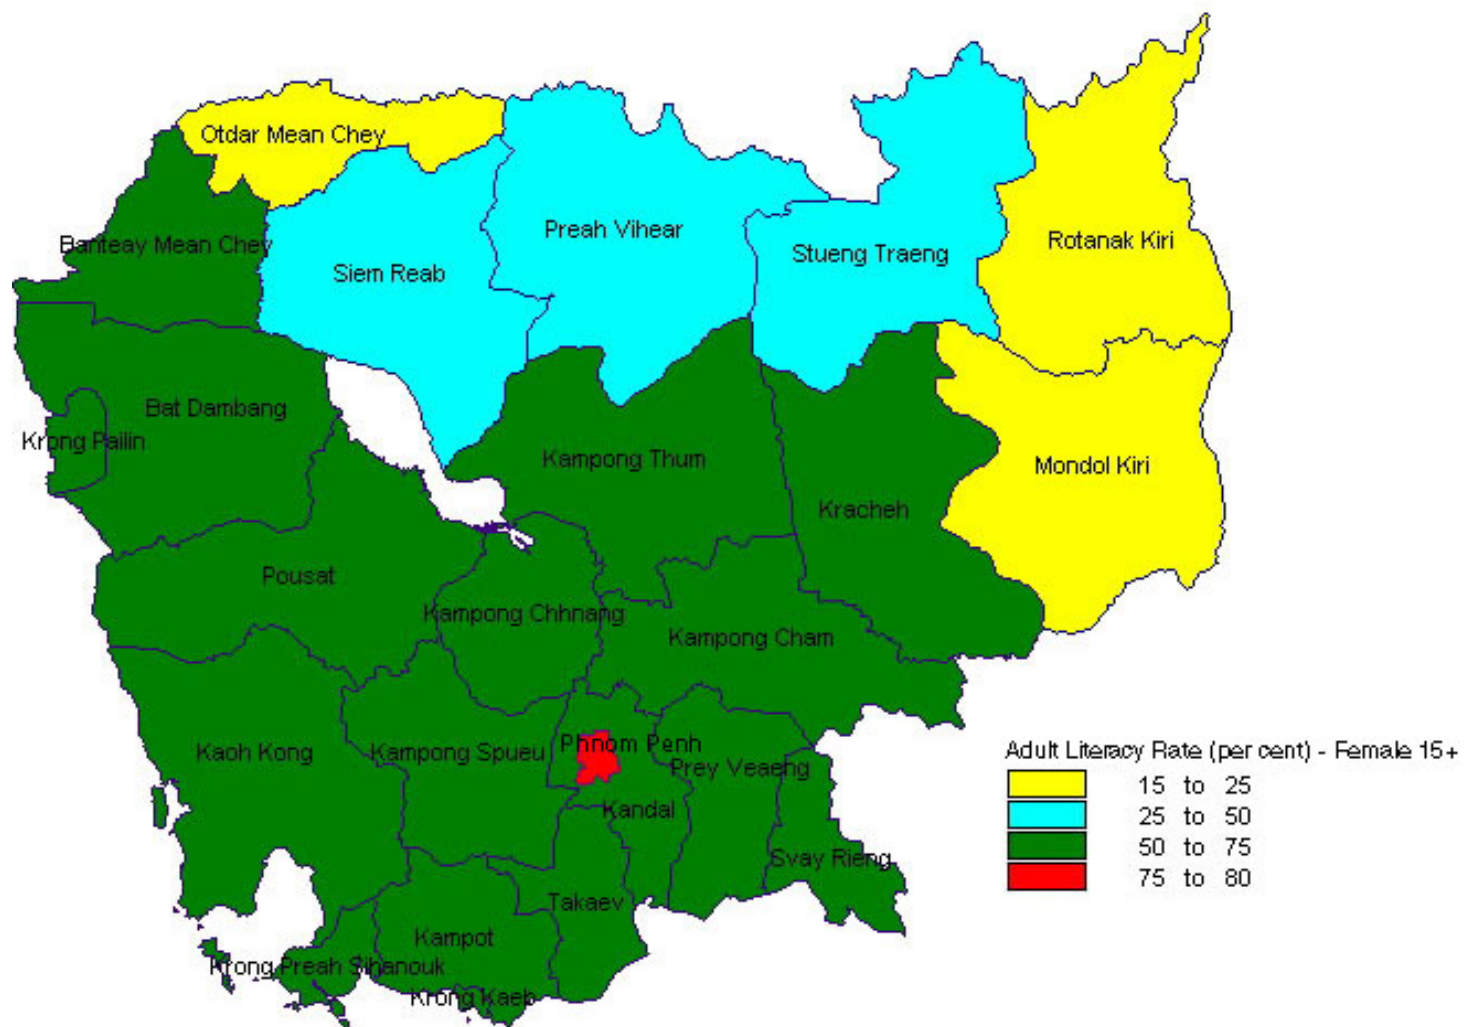 Otdar Mean Chey
Banteay Mean Chey
Siem Reab
Preah Vihear
Stueng Traeng
Rotanak Kiri
Bat Dambang
Krong Pailin
Kampong Thum
Kracheh
Mondol Kiri
Pousat
Kampong Chhnang
Kampong Cham
Kaoh Kong
Kampong Spueu
Phnom Penh
Prey Veaeng
Kandal
Svay Rieng
Takaev
Kampot
Krong Preah Sihanouk
Krong Kaeb
Adult Literacy Rate (per cent) - Female 15+
15 to 25
25 to 50
50 to 75
75 to 80